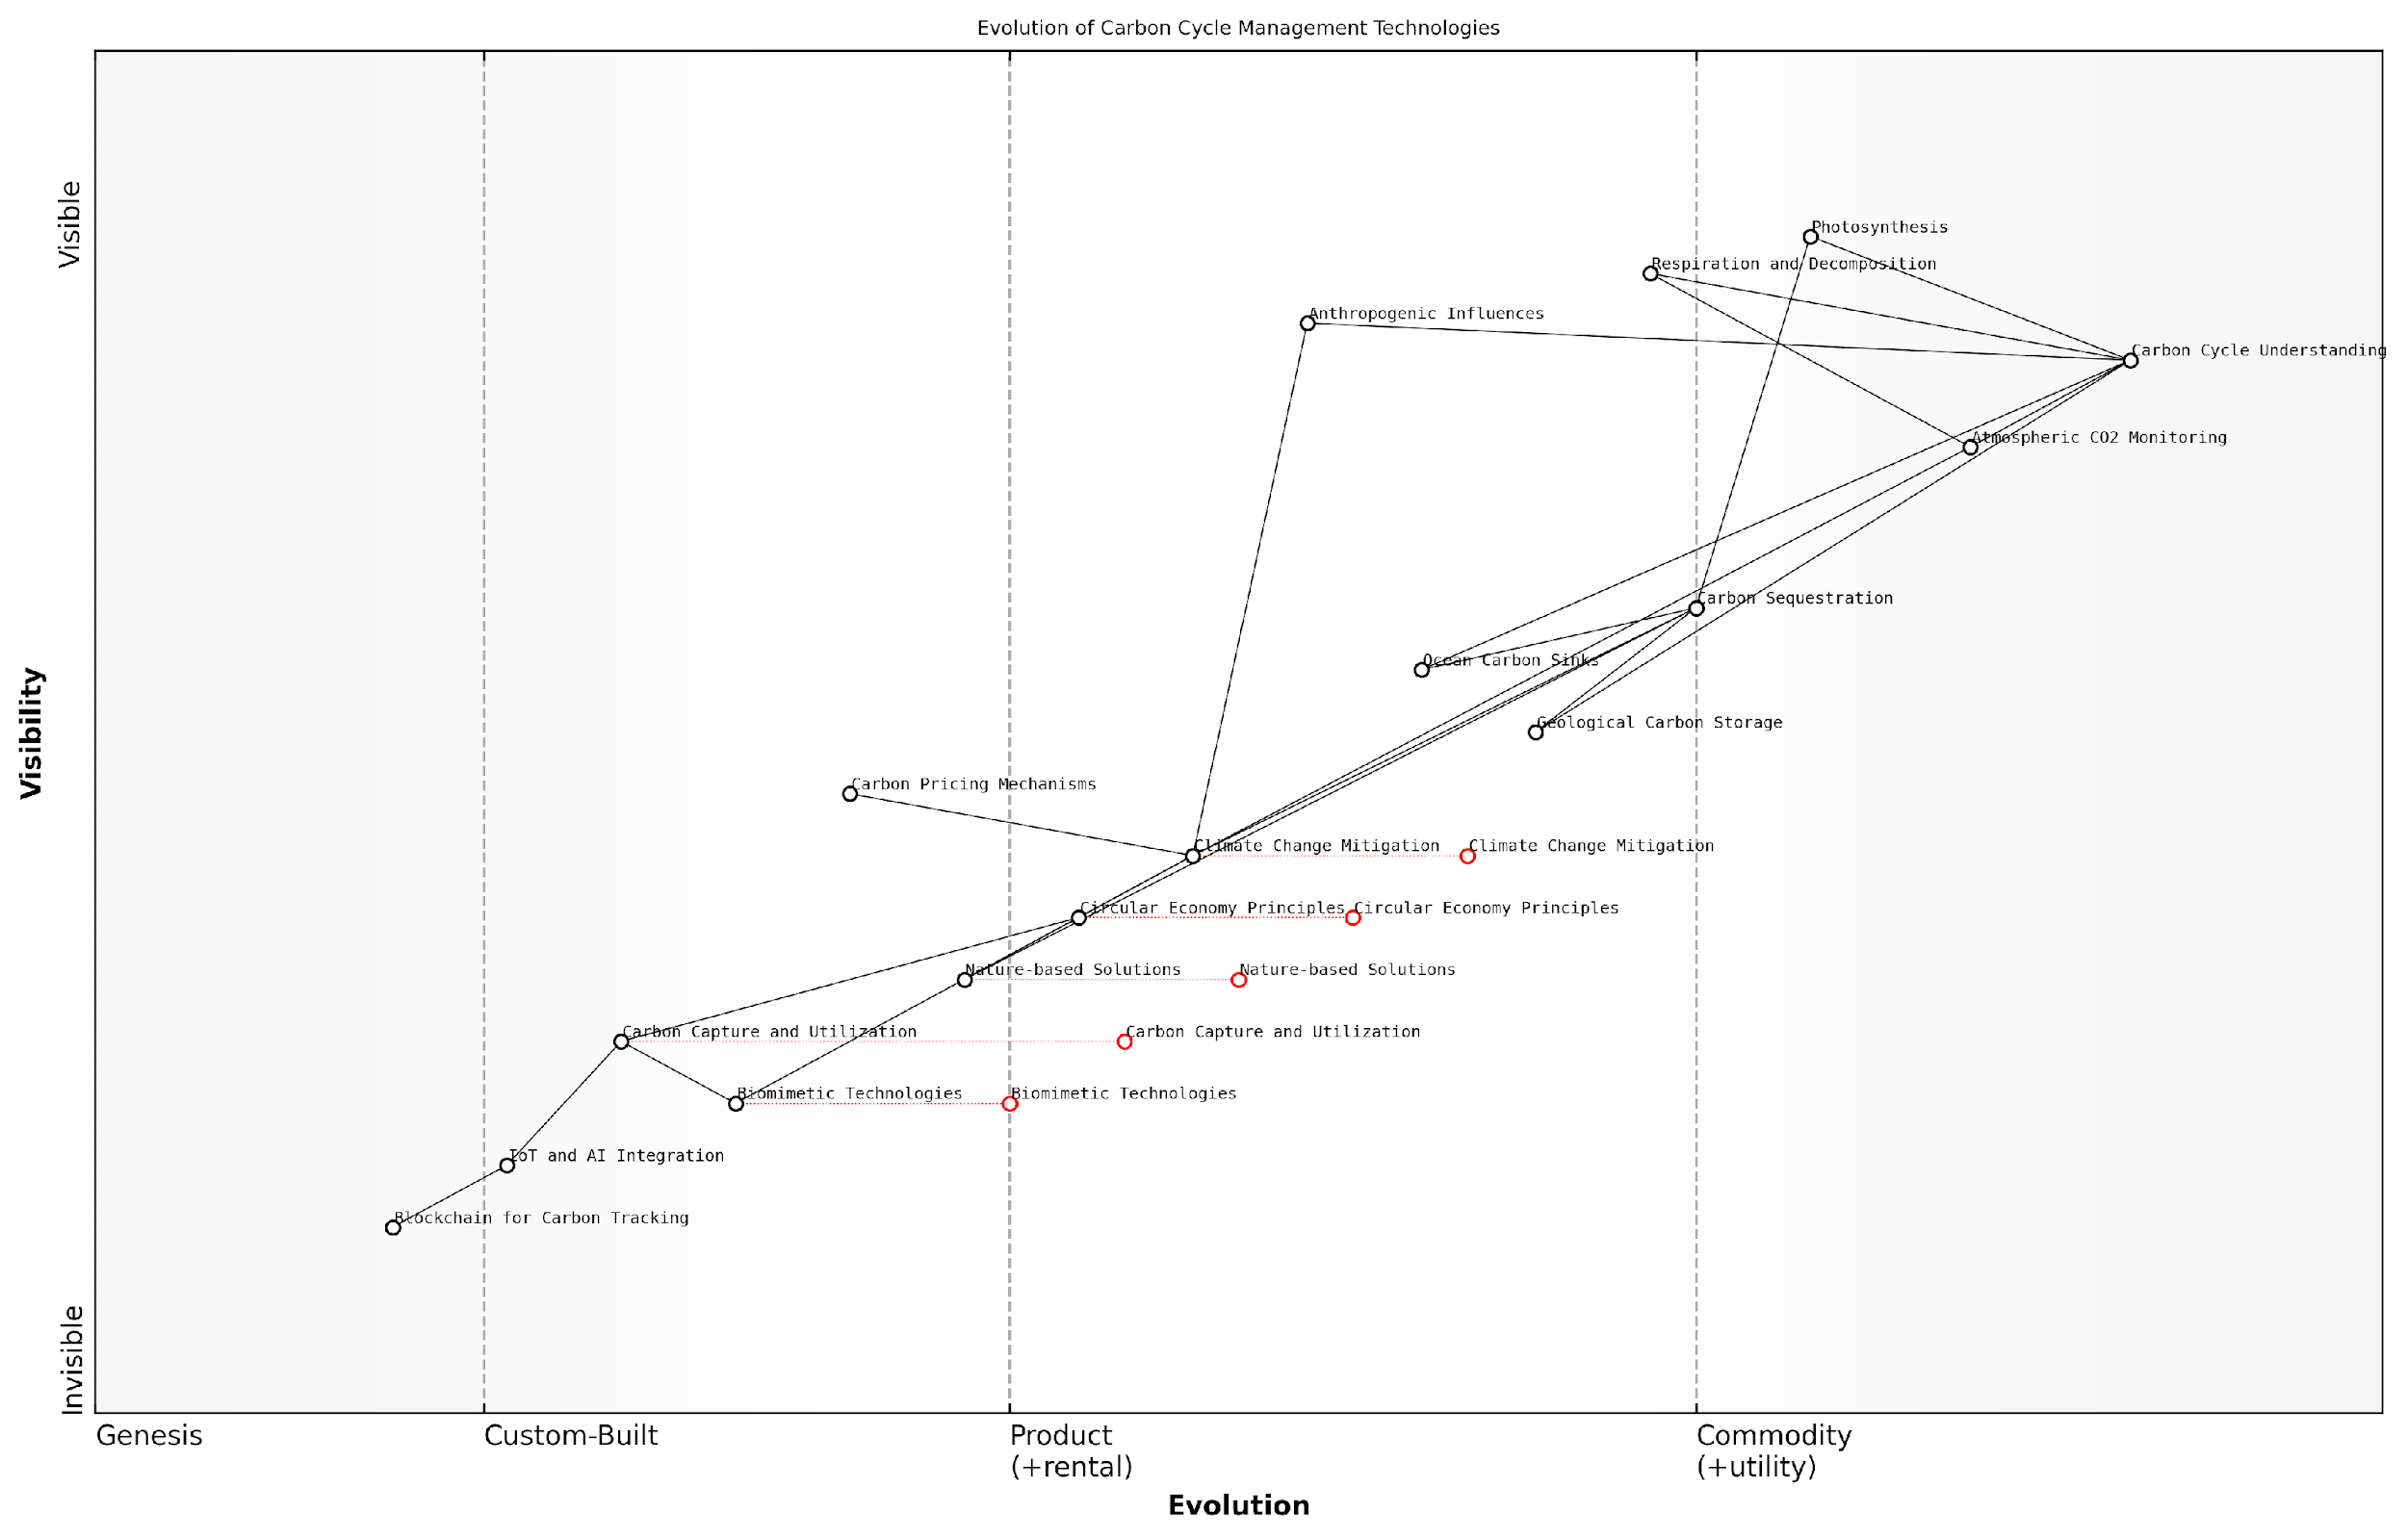 Evolution of Carbon Cycle Management Technologies
Visible
Visibility
Invisible
Photosynthesis
Respiration and Decomposition
Anthropogenic Influences
Carbon Cycle Understanding
Atmospheric CO2 Monitoring
Carbon Sequestration
Ocean Carbon Sinks
Geological Carbon Storage
Carbon Pricing Mechanisms
Climate Change Mitigation
Climate Change Mitigation
Circular Economy Principles
Circular Economy Principles
Nature-based Solutions
Nature-based Solutions
Carbon Capture and Utilization
Carbon Capture and Utilization
Biomimetic Technologies
Biomimetic Technologies
IoT and AI Integration
Blockchain for Carbon Tracking
Genesis
Custom-Built
Product
(+rental)
Commodity
(+utility)
Evolution